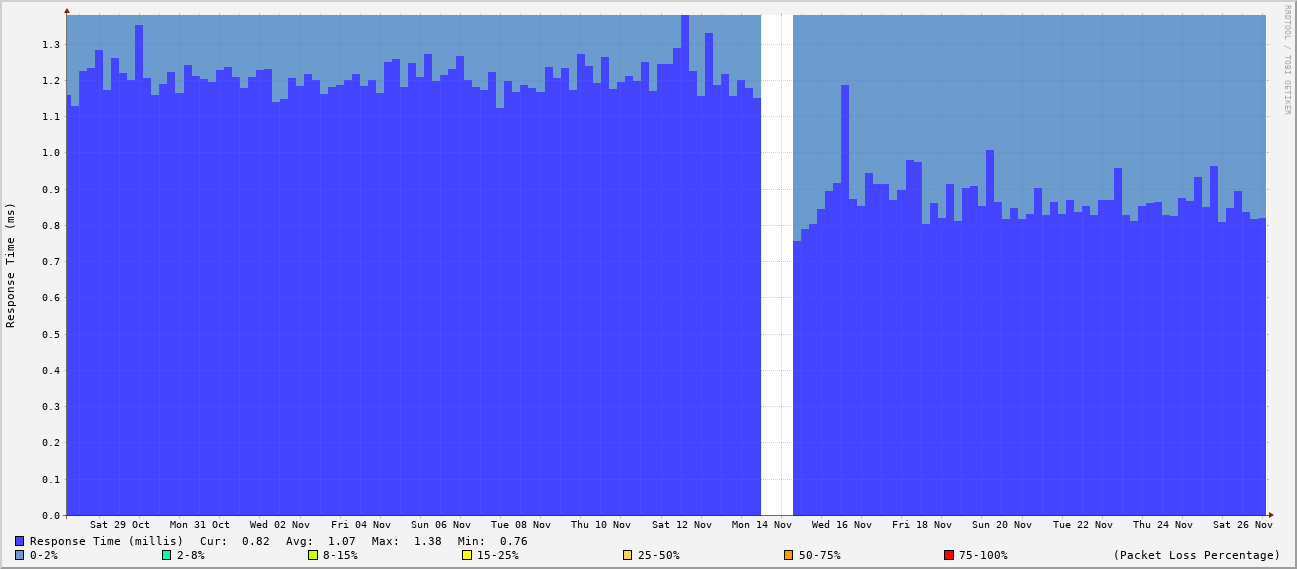 RRDTOOL / TOBI OETIKER
Response Time (ms)
1.3
1.2
1.1
1.0
0.9
0.8
0.7
0.6
0.5
0.4
0.3
0.2
0.1
0.0
Sat 29 Oct Mon 31 Oct Wed 02 Nov Fri 04 Nov Sun 06 Nov Tue 08 Nov Thu 10 Nov Sat 12 Nov Mon 14 Nov Wed 16 Nov Fri 18 Nov Sun 20 Nov Tue 22 Nov Thu 24 Nov Sat 26 Nov
Response Time (millis) Cur: 0.82 Avg: 1.07 Max: 1.38 Min: 0.76
0-2% 2-8% 8-15% 15-25% 25-50% 50-75% 75-100% (Packet Loss Percentage)